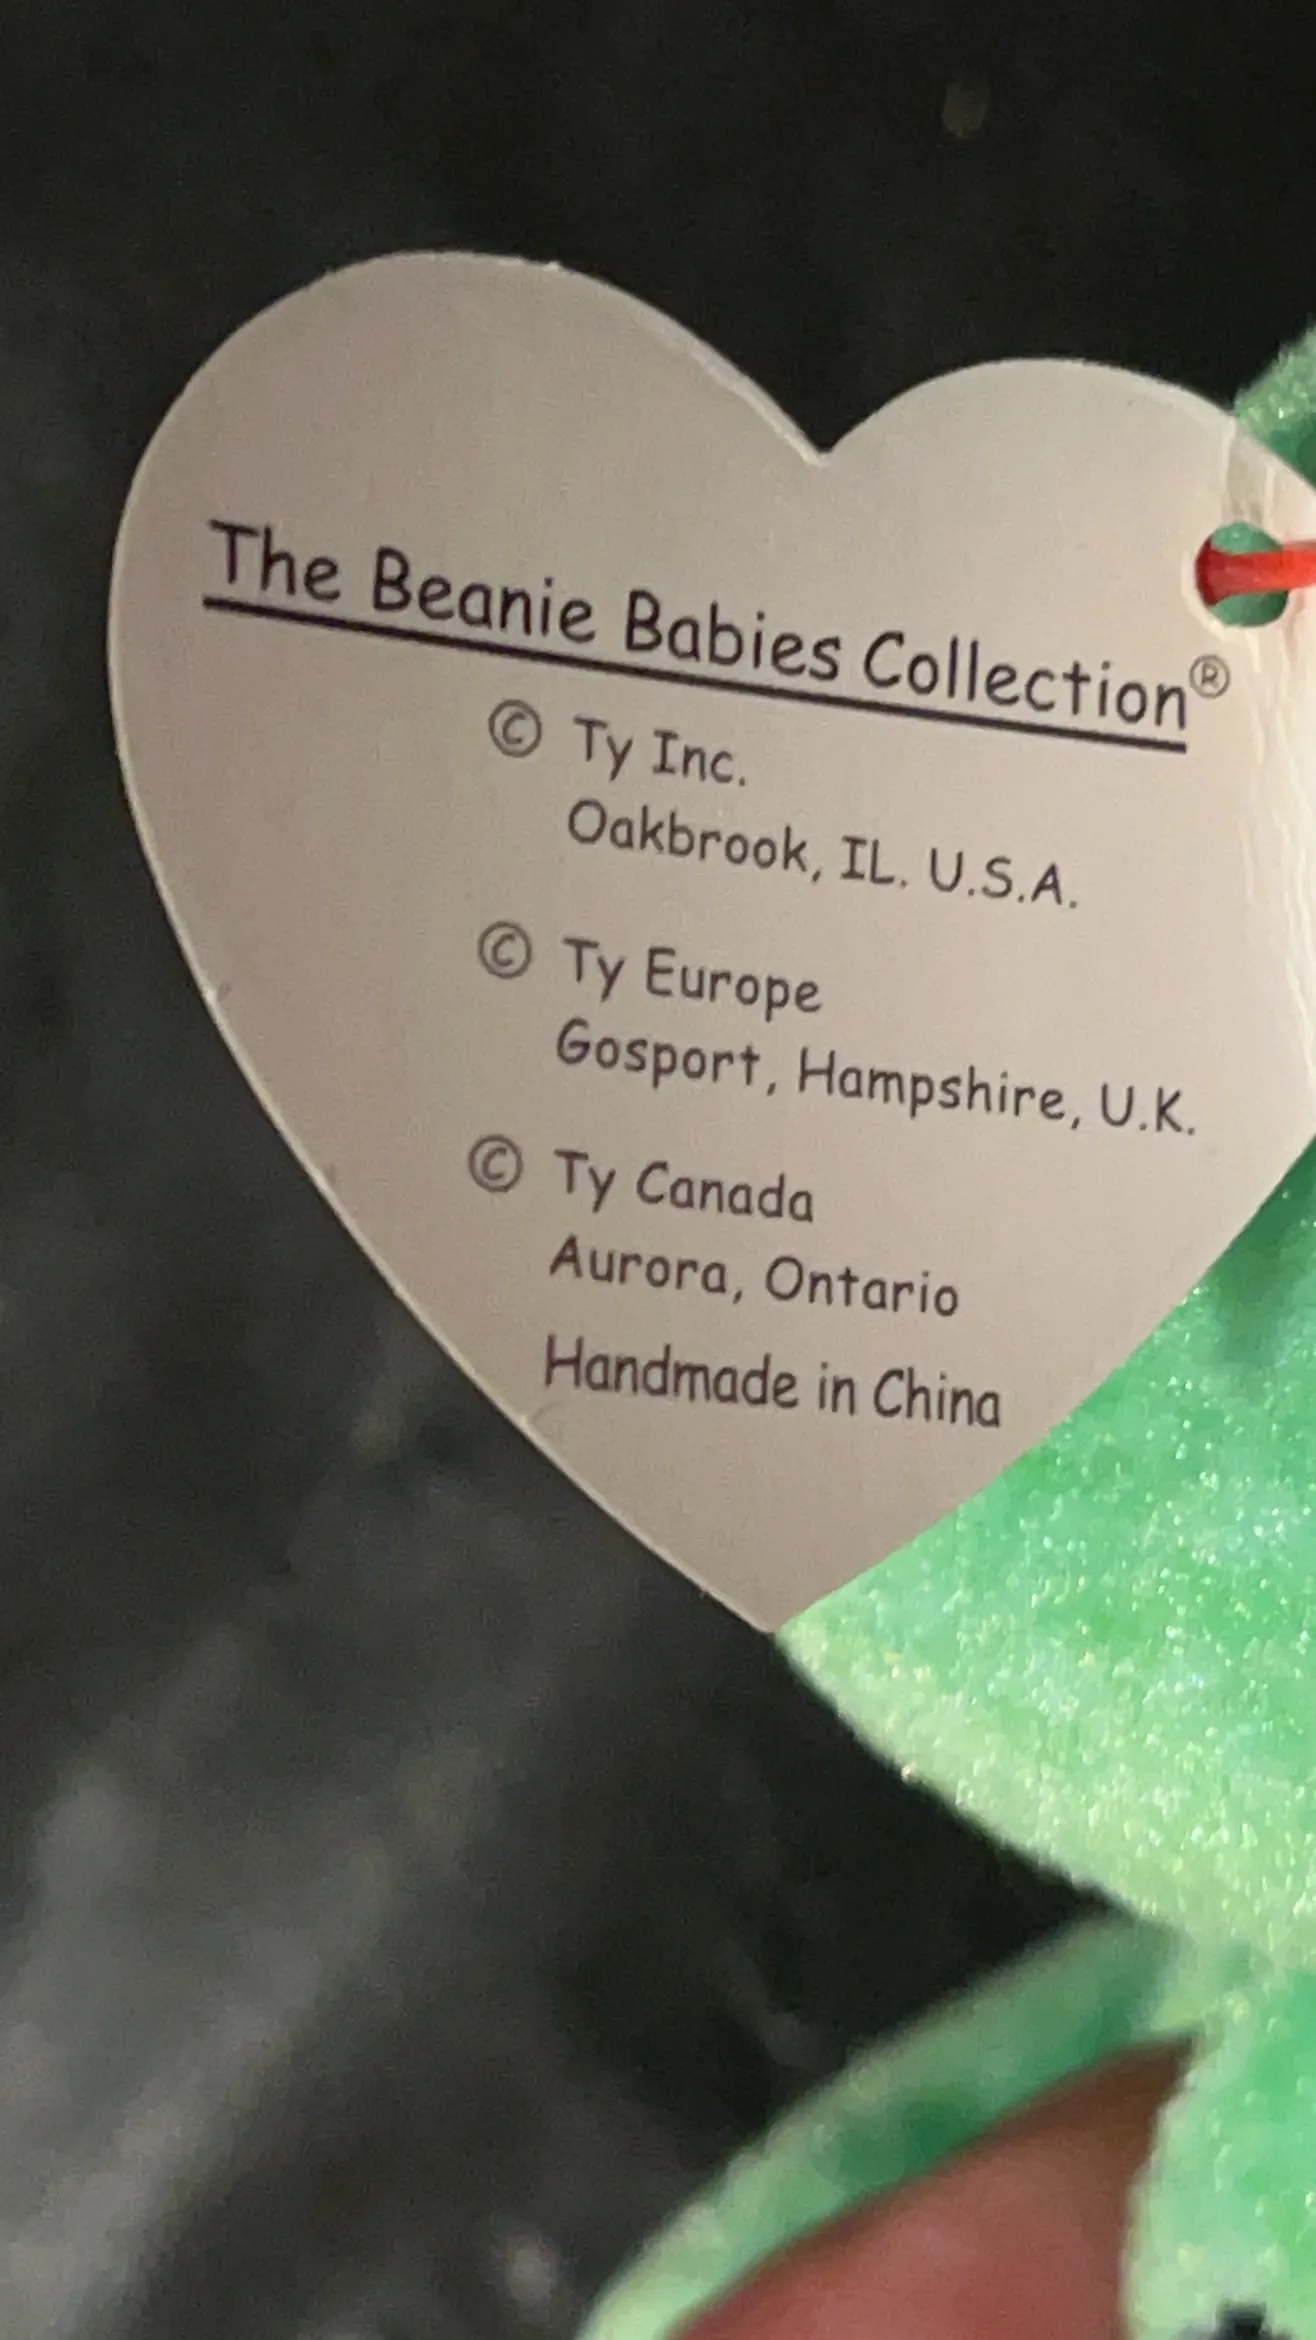 The Beanie Babies Collection®
© Ty Inc.
Oakbrook, IL. U.S.A.
© Ty Europe
Gosport, Hampshire, U.K.
© Ty Canada
Aurora, Ontario
Handmade in China